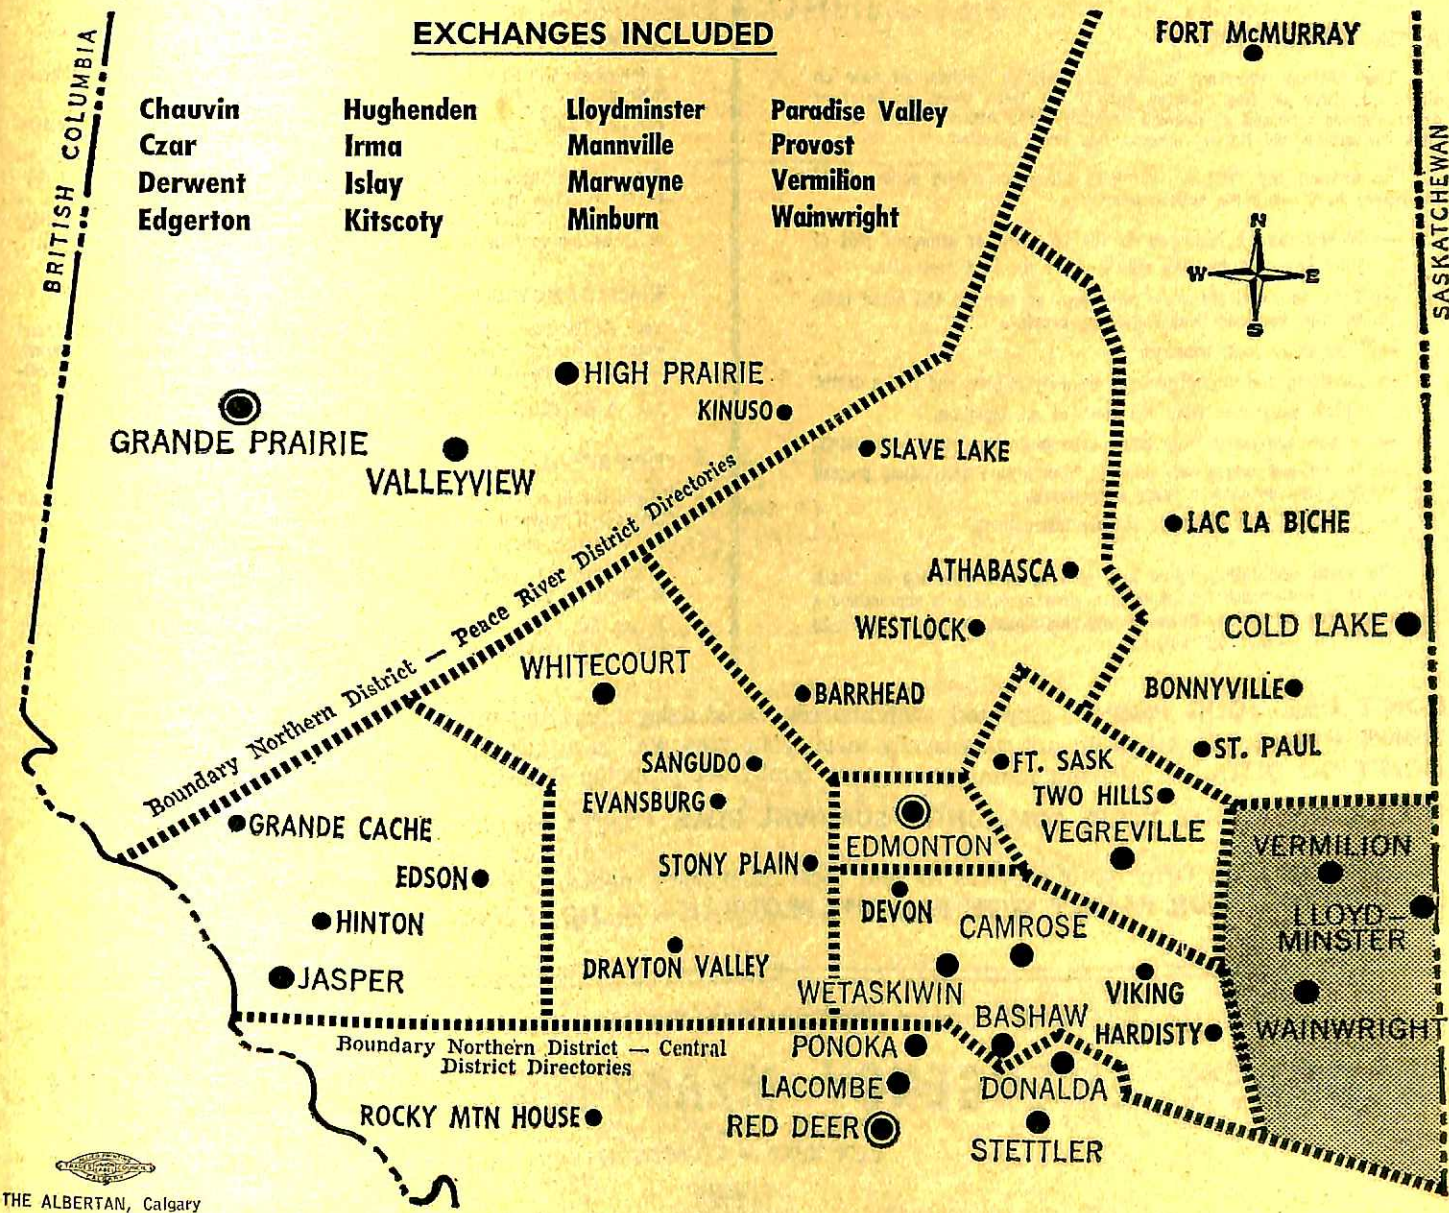 EXCHANGES INCLUDED
Chauvin
Czar
Derwent
Edgerton
Hughenden
Irma
Islay
Kitscoty
Lloydminster
Mannville
Marwayne
Minburn
Paradise Valley
Provost
Vermilion
Wainwright
BRITISH COLUMBIA
FORT McMURRAY
SASKATCHEWAN
N
W E
S
HIGH PRAIRIE
KINUSO
GRANDE PRAIRIE
VALLEYVIEW
SLAVE LAKE
LAC LA BICHE
ATHABASCA
Boundary Northern District — Peace River District Directories
WESTLOCK
COLD LAKE
WHITECOURT
BARRHEAD
BONNYVILLE
ST. PAUL
SANGUDO
FT. SASK
EVANSBURG
TWO HILLS
GRANDE CACHE
EDMONTON
VEGREVILLE
VERMILION
STONY PLAIN
EDSON
DEVON
HINTON
CAMROSE
LLOYD-
MINSTER
JASPER
DRAYTON VALLEY
WETASKIWIN
VIKING
BASHAW
HARDISTY
WAINWRIGHT
Boundary Northern District — Central
District Directories
PONOKA
LACOMBE
DONALDA
ROCKY MTN HOUSE
RED DEER
STETTLER
TRADES COUNCIL
CALGARY
THE ALBERTAN, Calgary